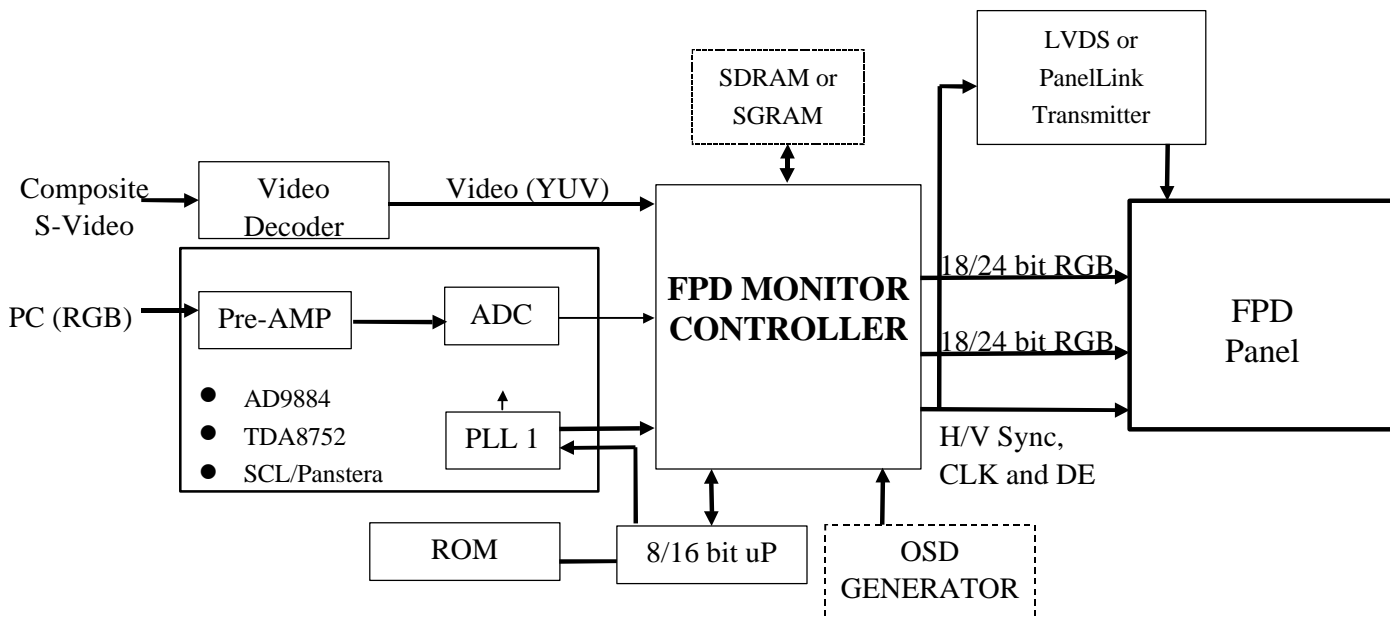 LVDS or
PanelLink
Transmitter
SDRAM or
SGRAM
Composite
S-Video
Video
Decoder
Video (YUV)
PC (RGB)
Pre-AMP
ADC
FPD MONITOR
CONTROLLER
18/24 bit RGB
18/24 bit RGB
FPD
Panel
AD9884
TDA8752
SCL/Panstera
PLL 1
H/V Sync,
CLK and DE
ROM
8/16 bit uP
OSD
GENERATOR